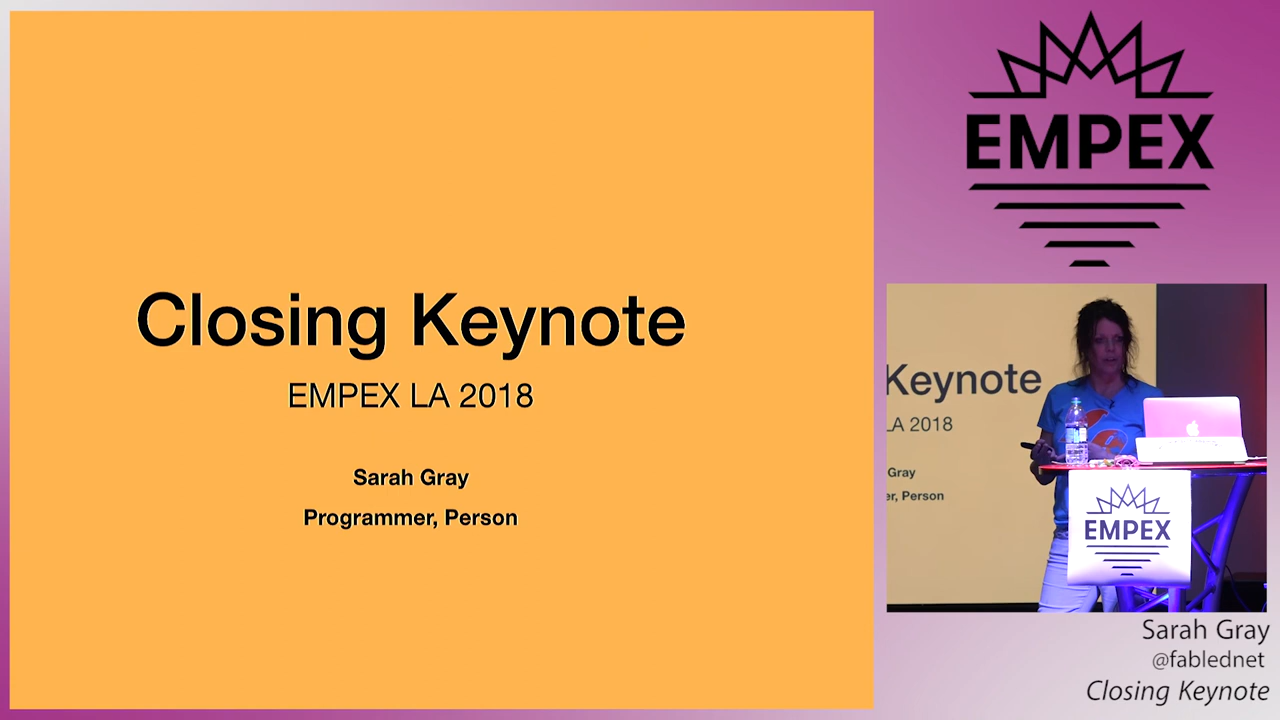 Closing Keynote
EMPEX LA 2018
Sarah Gray
Programmer, Person
EMPEX
Keynote
LA 2018
Gray
er, Person
EMPEX
Sarah Gray
@fablednet
Closing Keynote